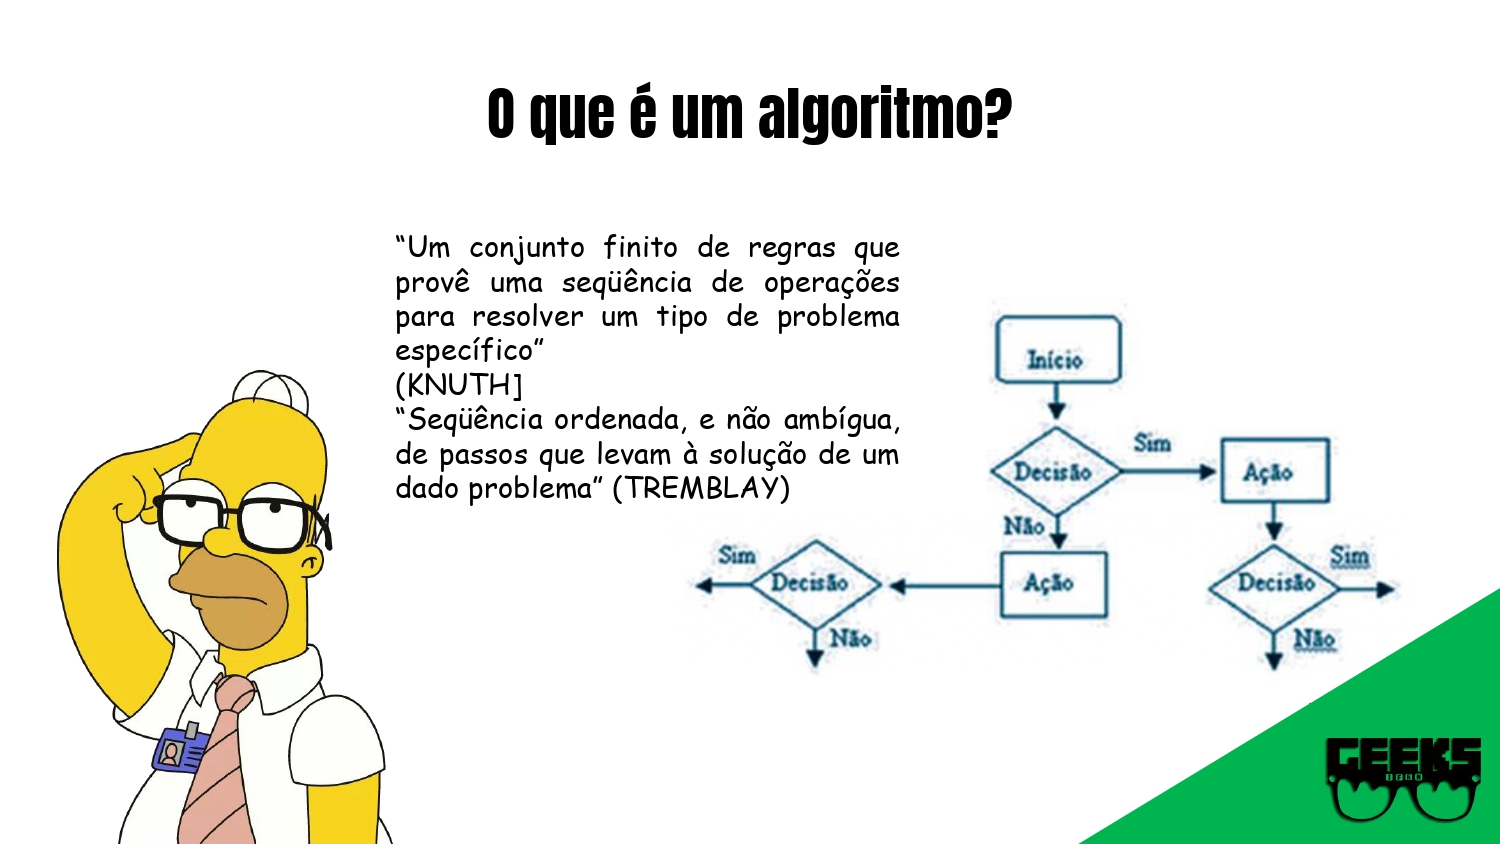 O que é um algoritmo?
“Um conjunto finito de regras que
provê uma seqüência de operações
para resolver um tipo de problema
específico”
(KNUTH]
“Seqüência ordenada, e não ambígua,
de passos que levam à solução de um
dado problema” (TREMBLAY)
Início
Decisão
Sim
Ação
Não
Sim
Decisão
Ação
Decisão
Sim
Não
Não
GEEKS
IFRN